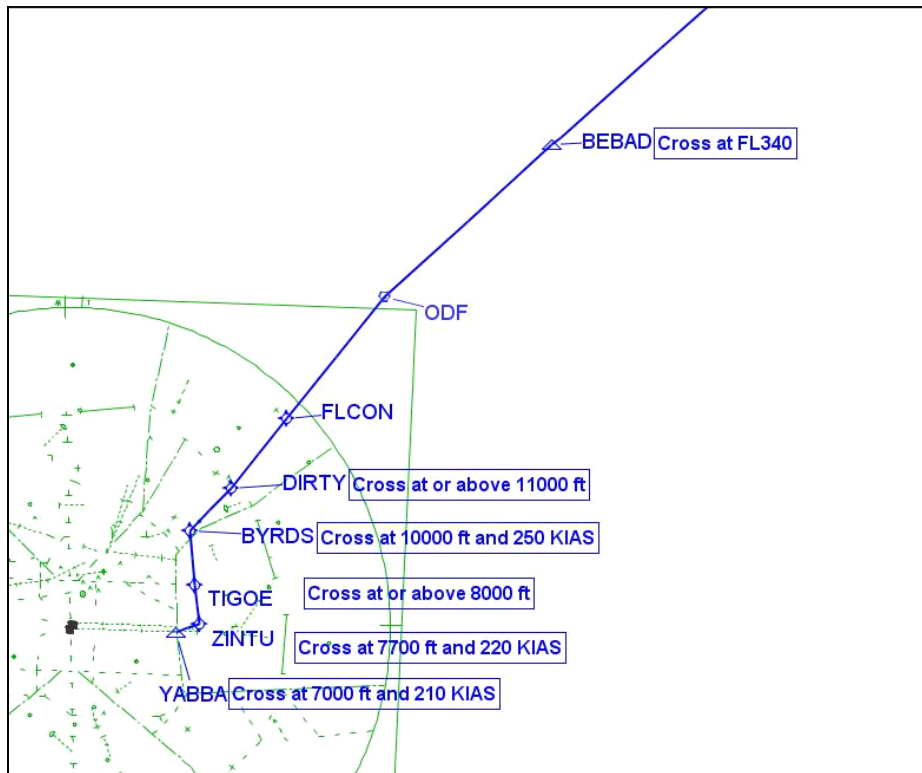 BEBAD Cross at FL340
ODF
M T
FLCON
DIRTY Cross at or above 11000 ft
BYRDS Cross at 10000 ft and 250 KIAS
TIGOE Cross at or above 8000 ft
ZINTU Cross at 7700 ft and 220 KIAS
YABBA Cross at 7000 ft and 210 KIAS